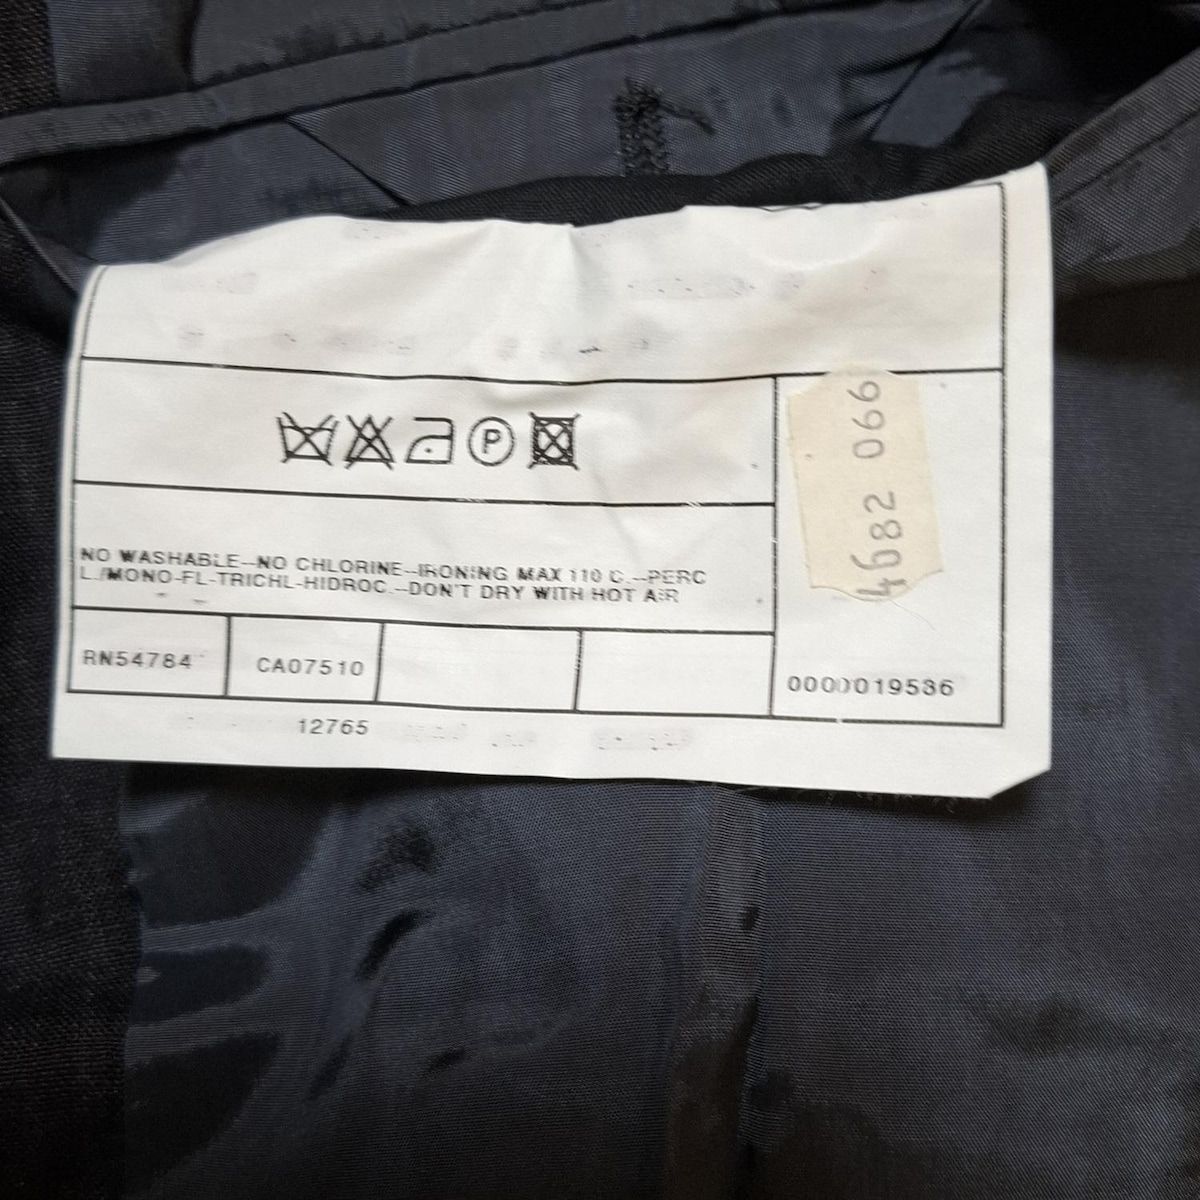 P
4682 066
NO WASHABLE--NO CHLORINE--IRONING MAX 110 C.--PERC
L./MONO-FL-TRICHL-HIDROC.--DON'T DRY WITH HOT AIR
RN54784
CA07510
0000019586
12765